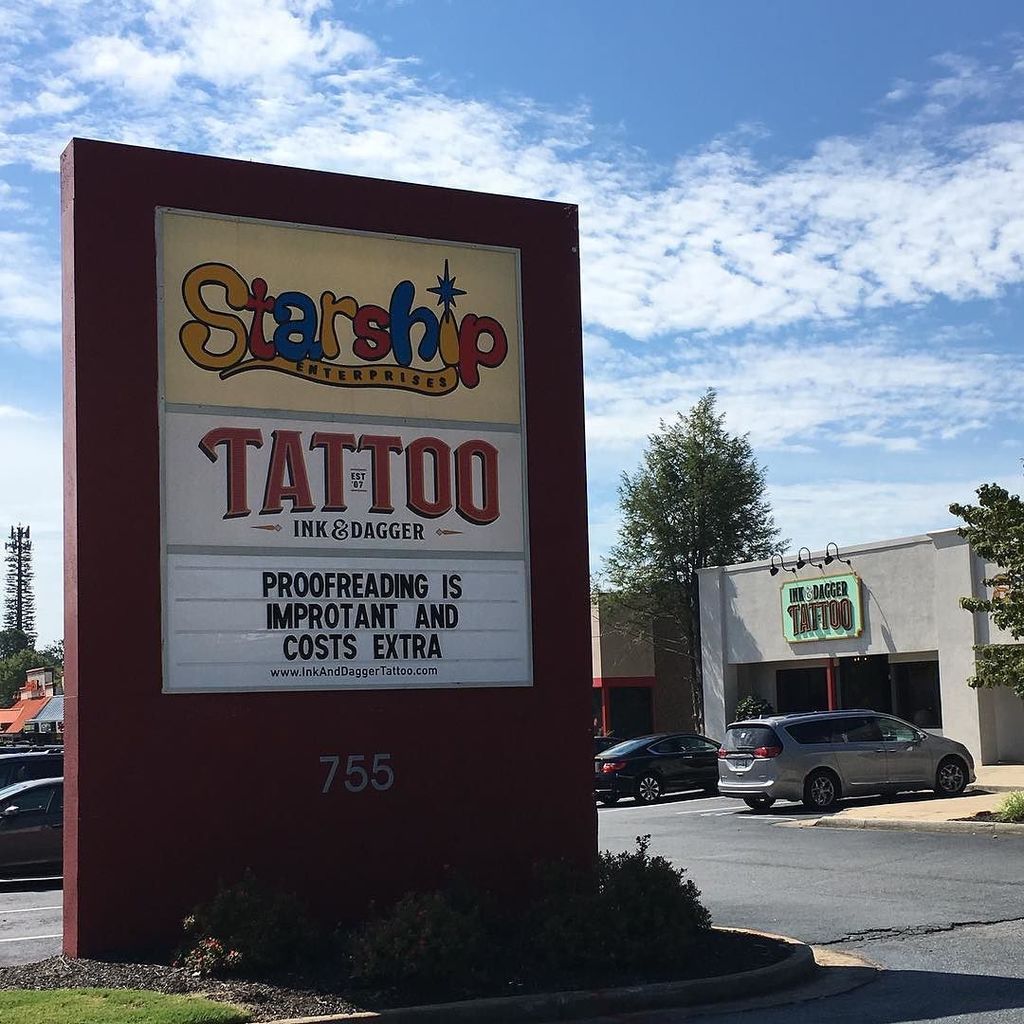 Starship
ENTERPRISES
TATTOO
EST
'07
INK & DAGGER
PROOFREADING IS
IMPROTANT AND
COSTS EXTRA
www.InkAndDaggerTattoo.com
755
INK & DAGGER
TATTOO